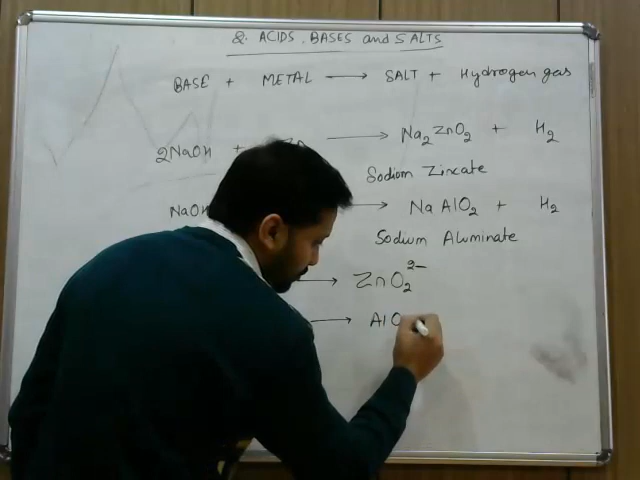 2. ACIDS, BASES and SALTS
BASE + METAL → SALT + Hydrogen gas
2NaOH + Zn → Na₂ZnO₂ + H₂
Sodium Zincate
NaOH → NaAlO₂ + H₂
Sodium Aluminate
→ ZnO₂²⁻
→ AlO